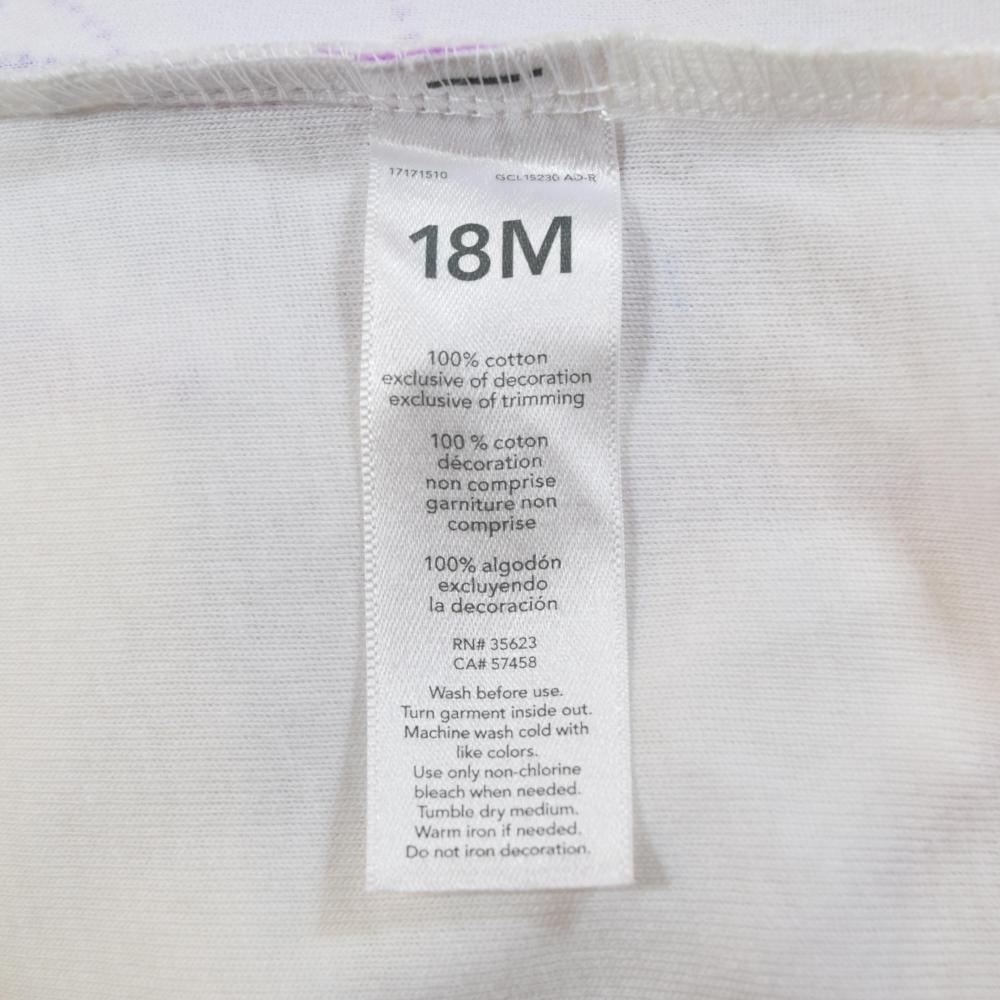 17171510 GCL15230 AD-R
18M
100% cotton
exclusive of decoration
exclusive of trimming
100 % coton
décoration
non comprise
garniture non
comprise
100% algodón
excluyendo
la decoración
RN# 35623
CA# 57458
Wash before use.
Turn garment inside out.
Machine wash cold with
like colors.
Use only non-chlorine
bleach when needed.
Tumble dry medium.
Warm iron if needed.
Do not iron decoration.